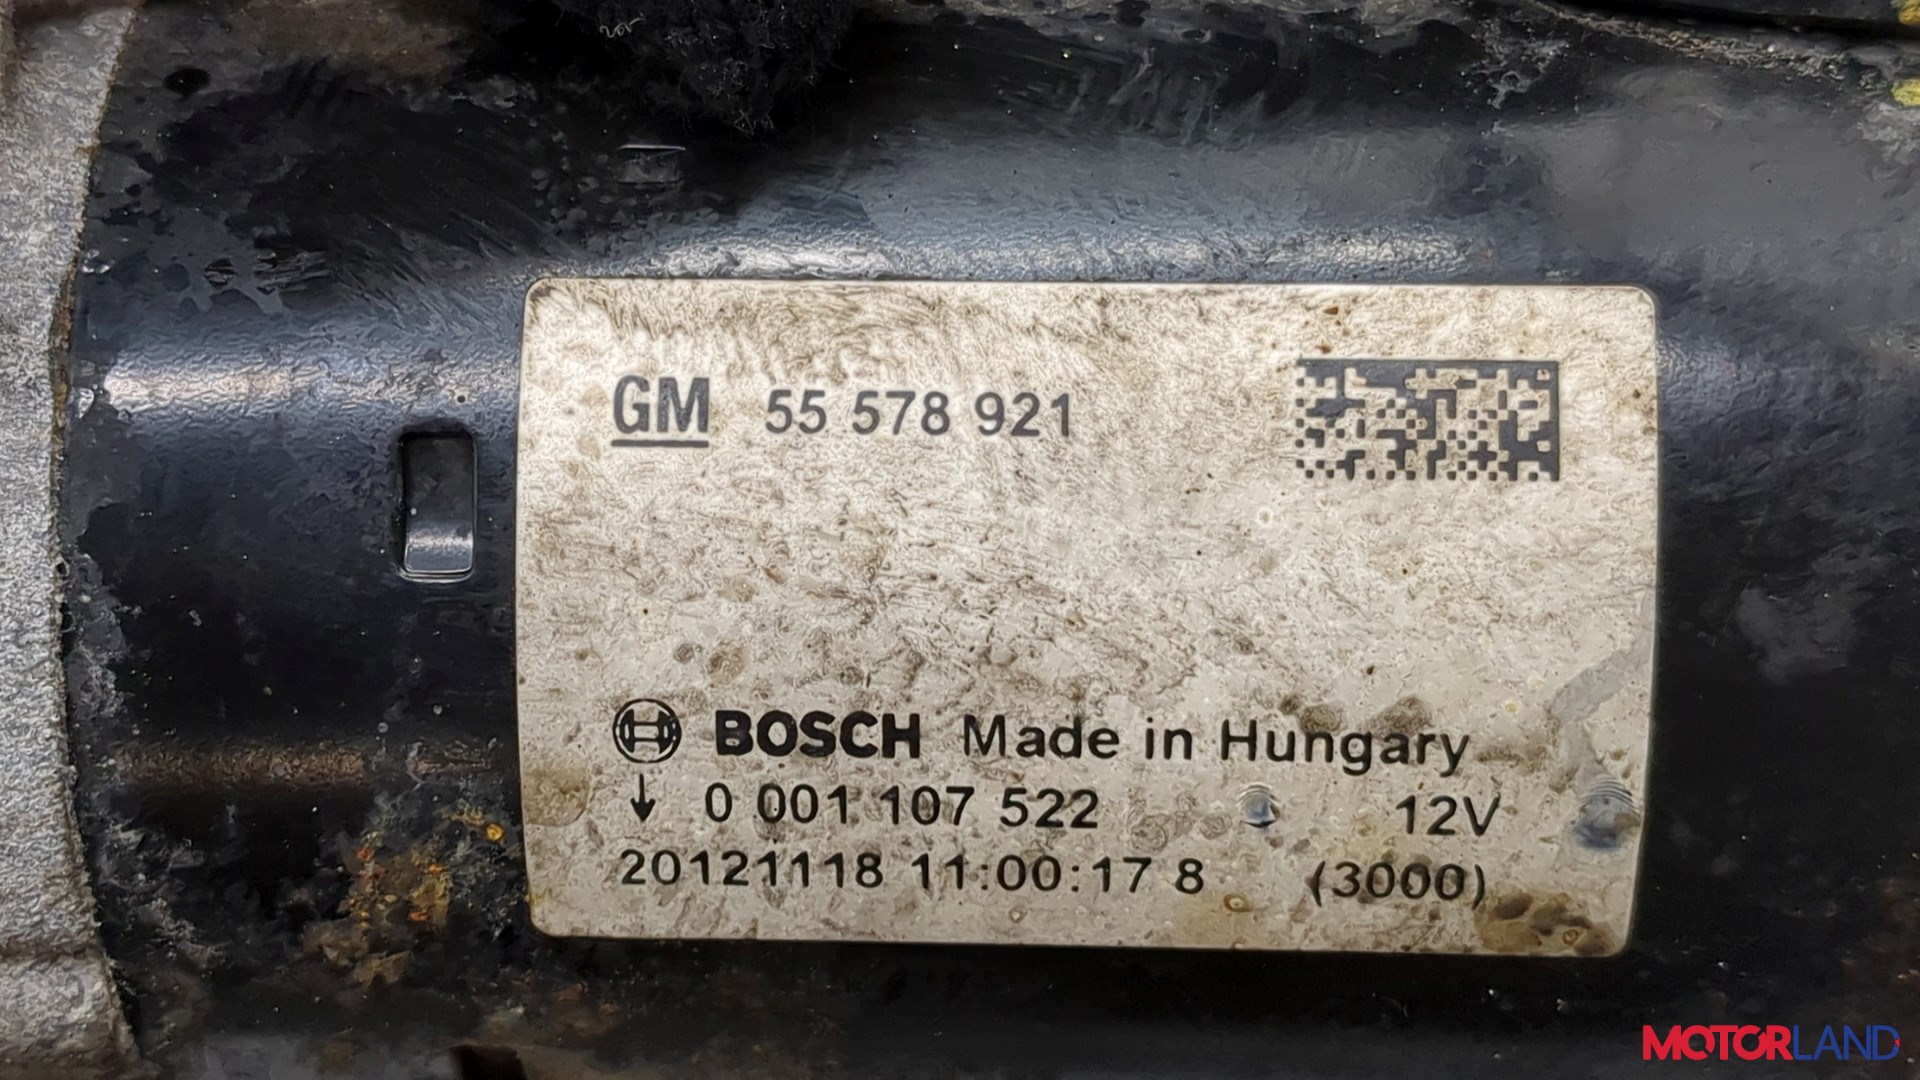 GM 55 578 921
BOSCH Made in Hungary
↓ 0 001 107 522 12V
20121118 11:00:17 8 (3000)
MOTORLAND